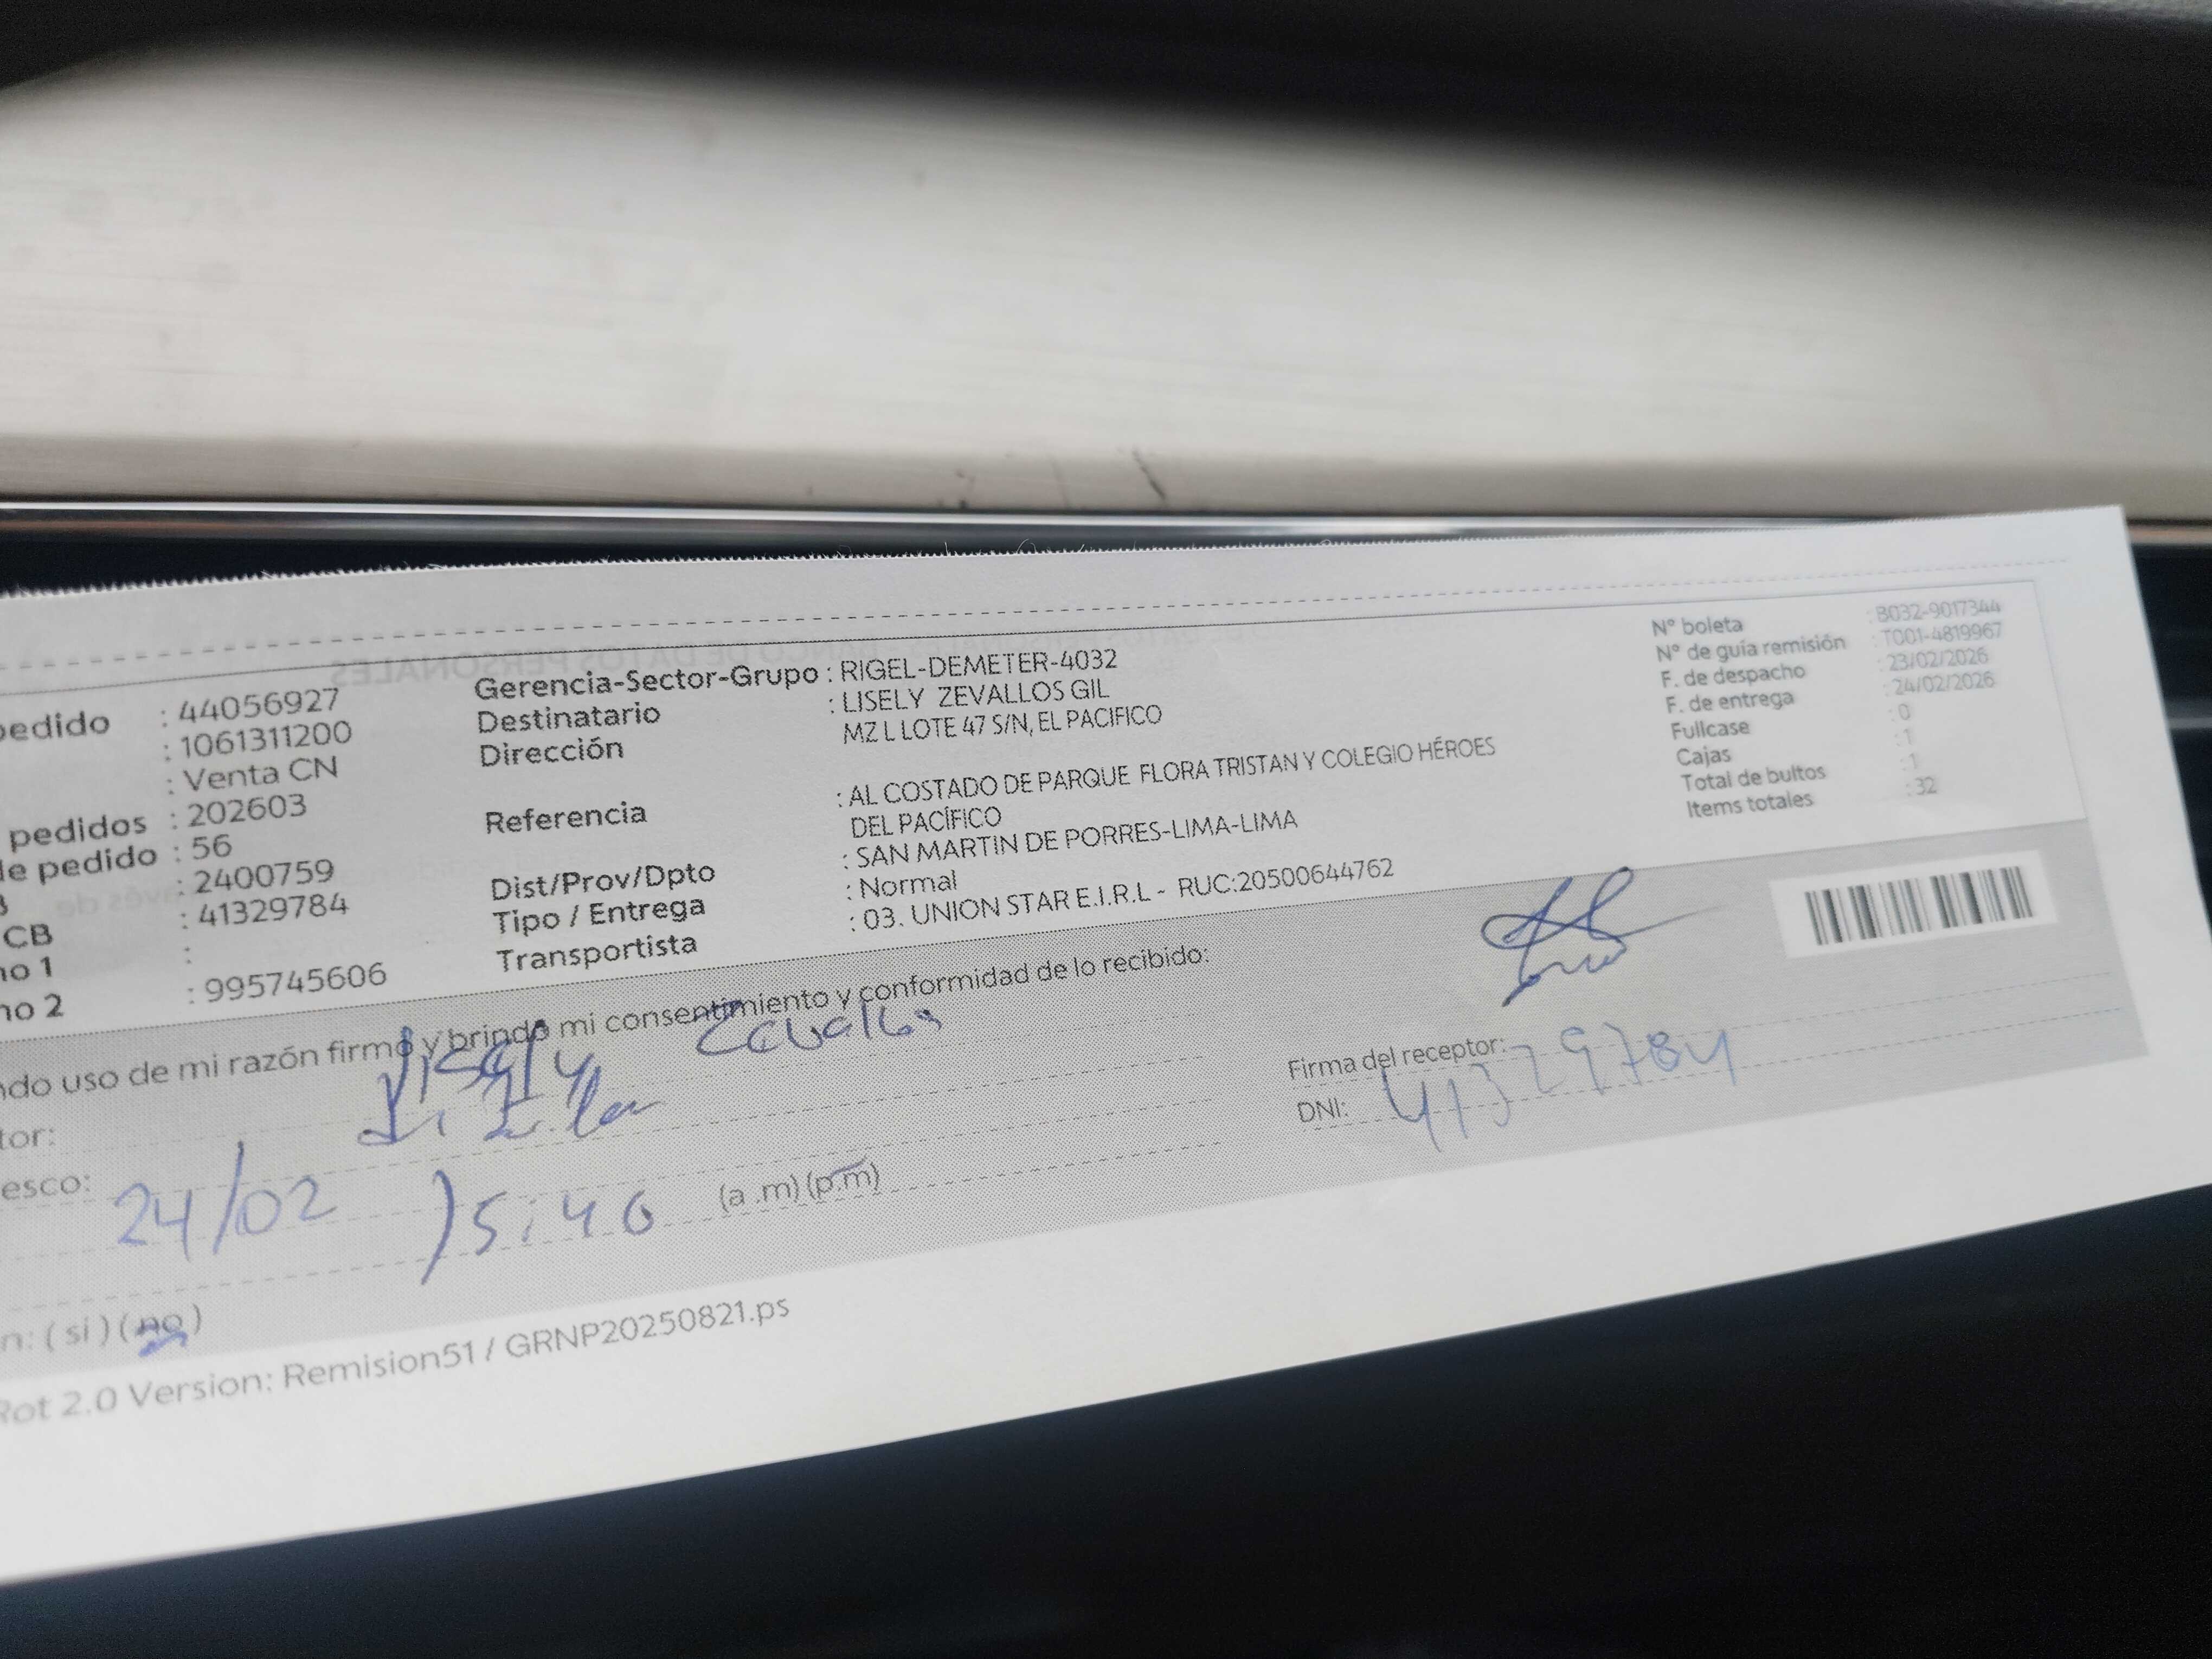 pedido : 44056927
: 1061311200
: Venta CN
pedidos : 202603
de pedido : 56
: 2400759
CB : 41329784
no 1 :
no 2 : 995745606
Gerencia-Sector-Grupo : RIGEL-DEMETER-4032
Destinatario : LISELY ZEVALLOS GIL
Dirección MZ L LOTE 47 S/N, EL PACIFICO
Referencia : AL COSTADO DE PARQUE FLORA TRISTAN Y COLEGIO HÉROES
DEL PACÍFICO
Dist/Prov/Dpto : SAN MARTIN DE PORRES-LIMA-LIMA
Tipo / Entrega : Normal
Transportista : 03. UNION STAR E.I.R.L - RUC:20500644762
N° boleta : B032-9017344
N° de guía remisión : T001-4819967
F. de despacho : 23/02/2026
F. de entrega : 24/02/2026
Fullcase : 0
Cajas : 1
Total de bultos : 1
Items totales : 32
ndo uso de mi razón firmo y brindo mi consentimiento y conformidad de lo recibido:
tor: Lisely Zevallos
esco:
24/02 15:40 (a .m) (p.m)
n: ( si ) ( no )
Firma del receptor:
DNI: 41329784
Rot 2.0 Version: Remision51 / GRNP20250821.ps